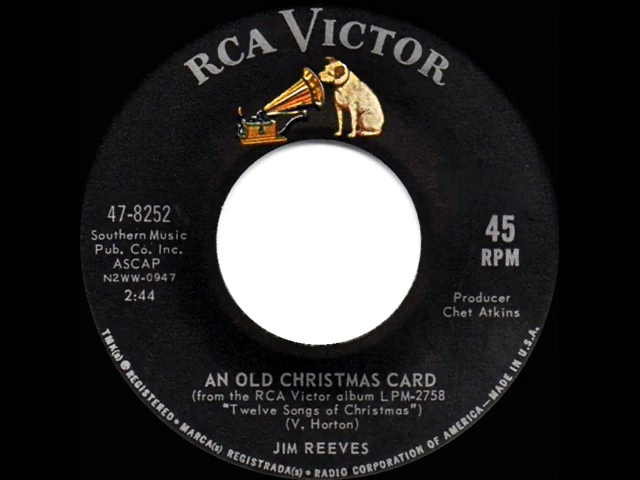 RCA VICTOR
47-8252
Southern Music
Pub. Co. Inc.
ASCAP
N2WW-0947
2:44
45
RPM
Producer
Chet Atkins
AN OLD CHRISTMAS CARD
(from the RCA Victor album LPM-2758
"Twelve Songs of Christmas")
(V. Horton)
JIM REEVES
TMK(s) ® REGISTERED • MARCA(s) REGISTRADA(s) • RADIO CORPORATION OF AMERICA—MADE IN U.S.A.